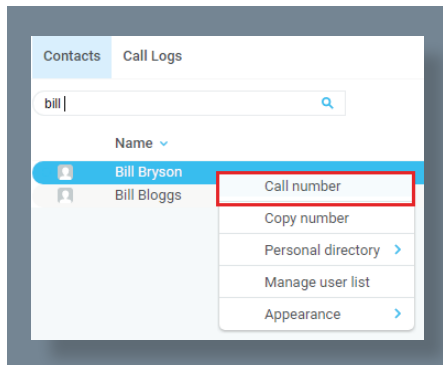 Contacts Call Logs
bill
Name
Bill Bryson
Bill Bloggs
Call number
Copy number
Personal directory
Manage user list
Appearance